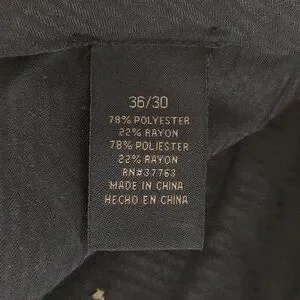 36/30
78% POLYESTER
22% RAYON
78% POLIESTER
22% RAYON
RN#37763
MADE IN CHINA
HECHO EN CHINA